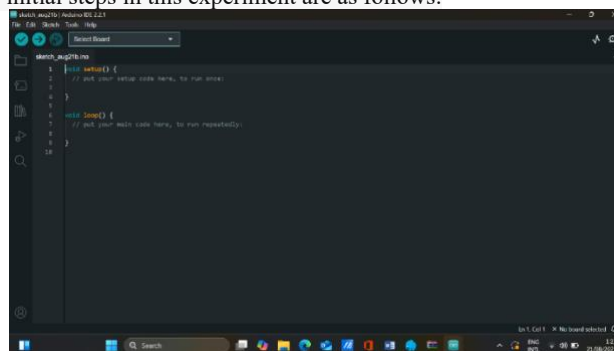 initial steps in this experiment are as follows:
sketch_aug21b | Arduino IDE 2.2.1
File Edit Sketch Tools Help
Select Board
sketch_aug21b.ino
1 void setup() {
2 // put your setup code here, to run once:
3
4 }
5
6 void loop() {
7 // put your main code here, to run repeatedly:
8
9 }
10
Ln 1, Col 1 × No board selected
Search
ENG